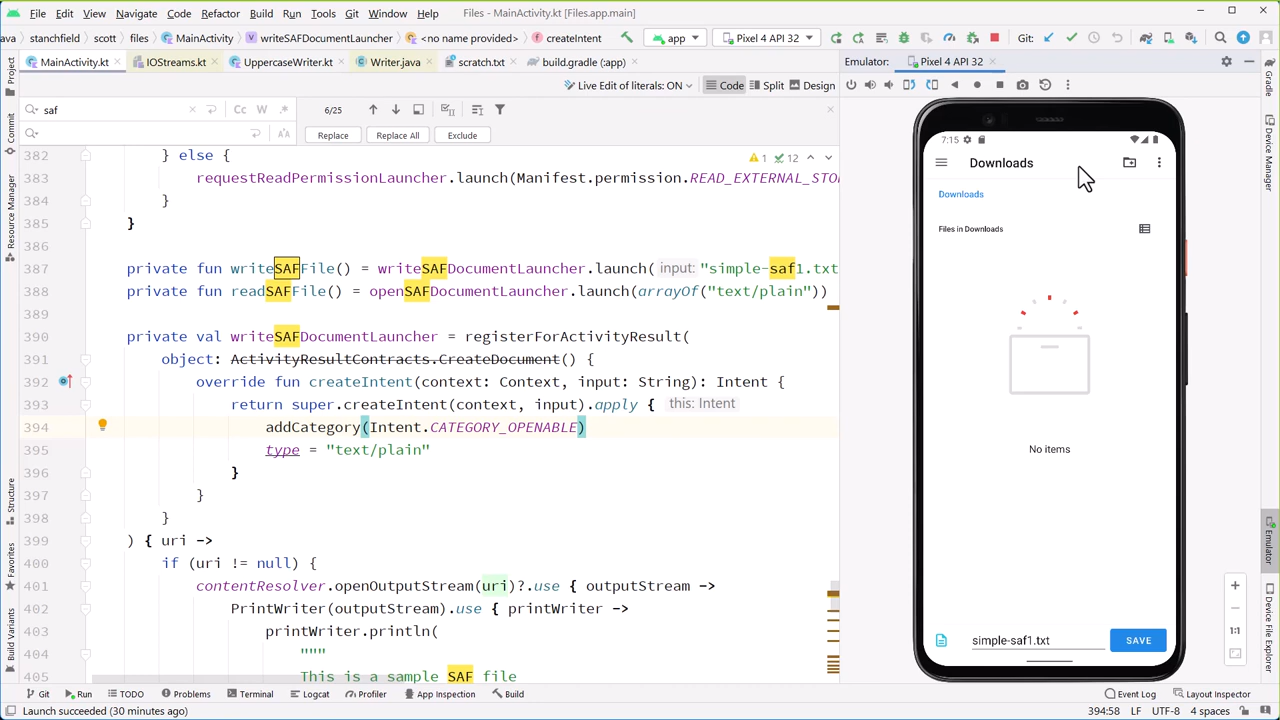 File Edit View Navigate Code Refactor Build Run Tools Git Window Help Files - MainActivity.kt [Files.app.main]
ava stanchfield scott files MainActivity writeSAFDocumentLauncher <no name provided> createIntent app Pixel 4 API 32 Git:
MainActivity.kt IOStreams.kt UppercaseWriter.kt Writer.java scratch.txt build.gradle (:app) Emulator: Pixel 4 API 32
Live Edit of literals: ON Code Split Design
saf Cc W .* 6/25
AA Replace Replace All Exclude
1 12
382 } else {
383 requestReadPermissionLauncher.launch(Manifest.permission.READ_EXTERNAL_STO
384 }
385 }
386
387 private fun writeSAFFile() = writeSAFDocumentLauncher.launch( input: "simple-saf1.txt
388 private fun readSAFFile() = openSAFDocumentLauncher.launch(arrayOf("text/plain"))
389
390 private val writeSAFDocumentLauncher = registerForActivityResult(
391 object: ActivityResultContracts.CreateDocument() {
392 override fun createIntent(context: Context, input: String): Intent {
393 return super.createIntent(context, input).apply { this: Intent
394 addCategory(Intent.CATEGORY_OPENABLE)
395 type = "text/plain"
396 }
397 }
398 }
399 ) { uri ->
400 if (uri != null) {
401 contentResolver.openOutputStream(uri)?.use { outputStream ->
402 PrintWriter(outputStream).use { printWriter ->
403 printWriter.println(
404 """
This is a sample SAF file
7:15
Downloads
Downloads
Files in Downloads
No items
simple-saf1.txt SAVE
1:1
Project
Commit
Resource Manager
Structure
Favorites
Build Variants
Gradle
Device Manager
Emulator
Device File Explo
Git Run TODO Problems Terminal Logcat Profiler App Inspection Build Event Log Layout Inspector
Launch succeeded (30 minutes ago) 394:58 LF UTF-8 4 spaces